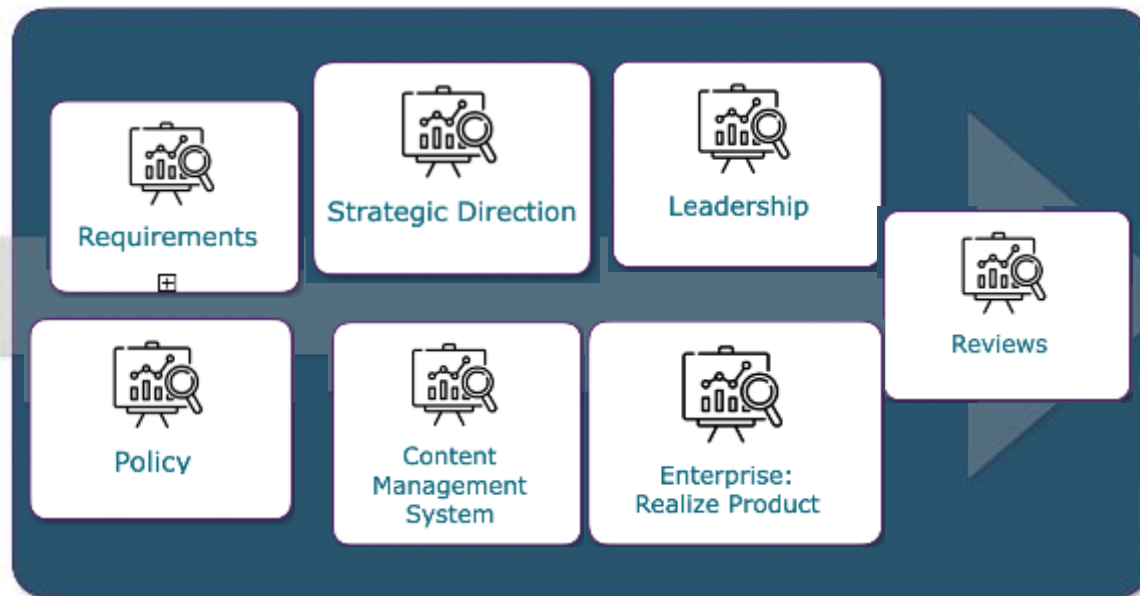 Requirements
Strategic Direction
Leadership
Reviews
Policy
Content
Management
System
Enterprise:
Realize Product